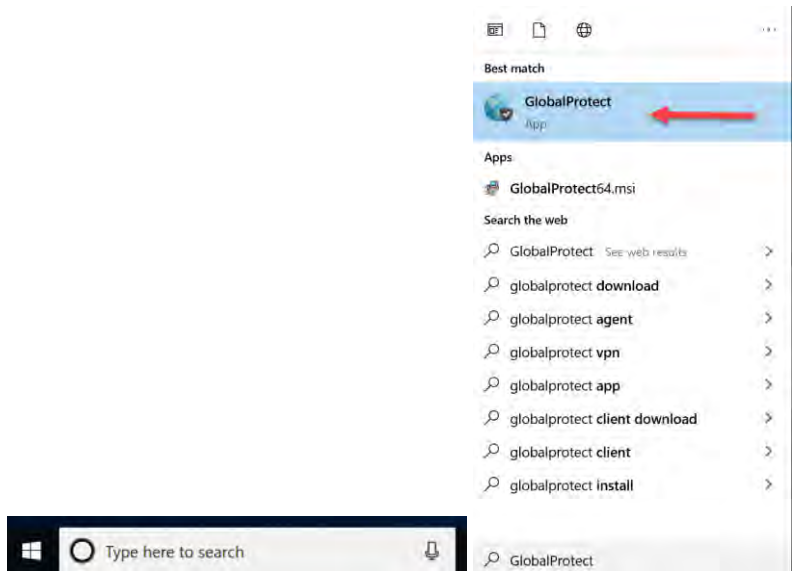 Best match
GlobalProtect
App
Apps
GlobalProtect64.msi
Search the web
GlobalProtect See web results
globalprotect download
globalprotect agent
globalprotect vpn
globalprotect app
globalprotect client download
globalprotect client
globalprotect install
Type here to search
GlobalProtect